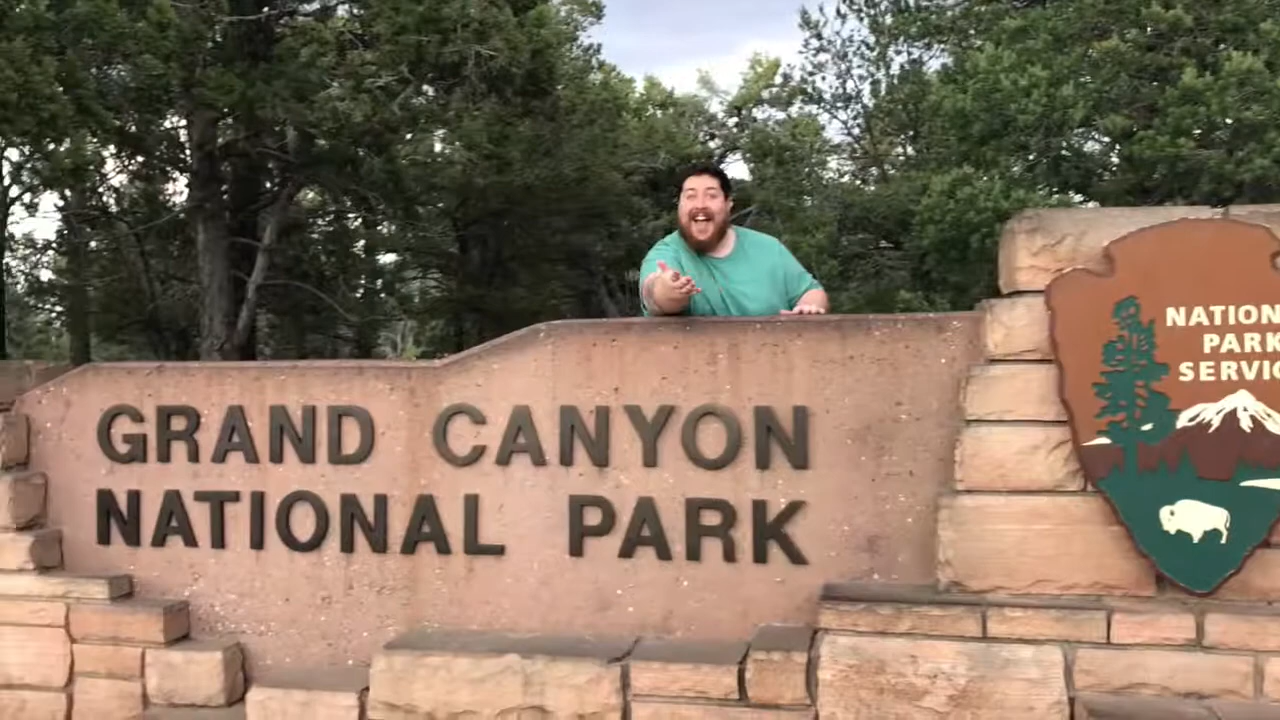 GRAND CANYON
NATIONAL PARK
NATION
PARK
SERVIC